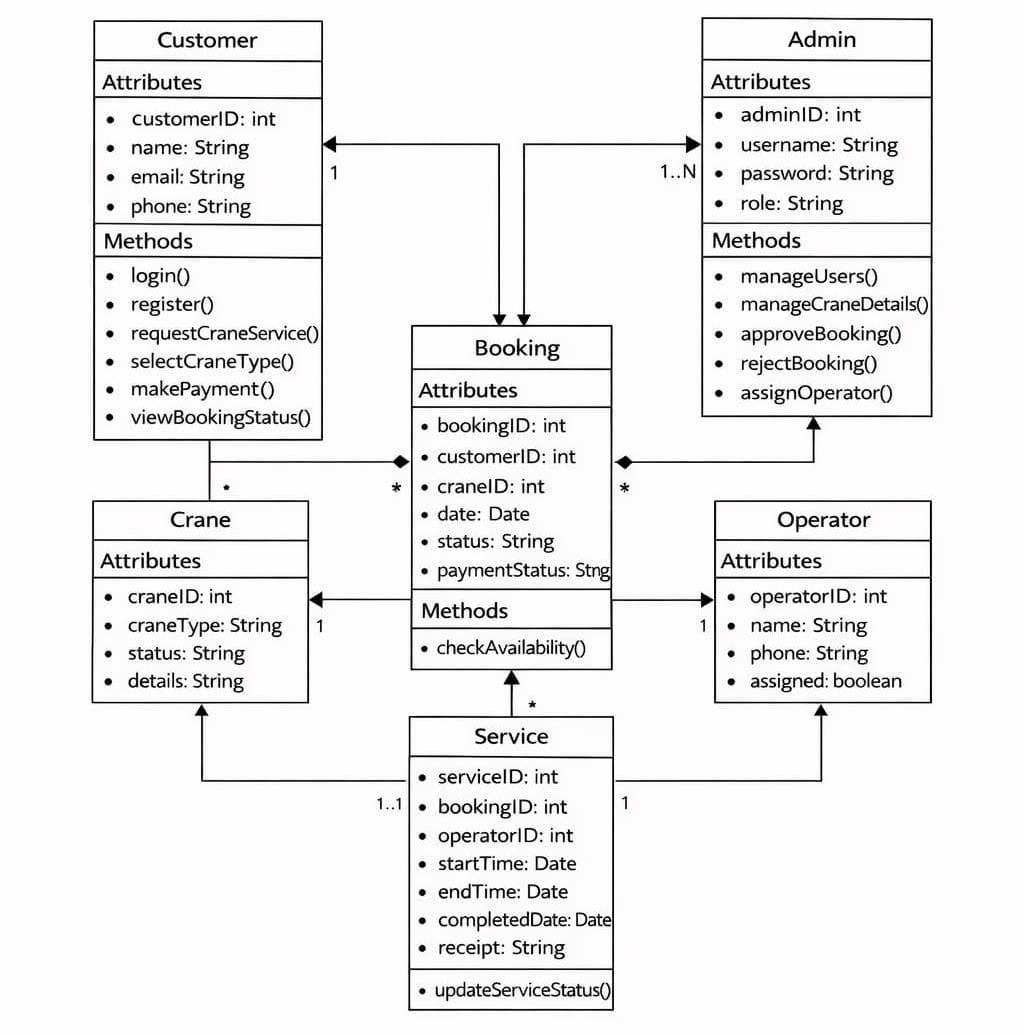 Customer
Attributes
• customerID: int
• name: String
• email: String
• phone: String
Methods
• login()
• register()
• requestCraneService()
• selectCraneType()
• makePayment()
• viewBookingStatus()
1
Admin
Attributes
• adminID: int
• username: String
• password: String
• role: String
Methods
• manageUsers()
• manageCraneDetails()
• approveBooking()
• rejectBooking()
• assignOperator()
1..N
Booking
Attributes
• bookingID: int
• customerID: int
• craneID: int
• date: Date
• status: String
• paymentStatus: Strng
Methods
• checkAvailability()
*
*
*
Crane
Attributes
• craneID: int
• craneType: String
• status: String
• details: String
1
Operator
Attributes
• operatorID: int
• name: String
• phone: String
• assigned: boolean
1
*
Service
• serviceID: int
• bookingID: int
• operatorID: int
• startTime: Date
• endTime: Date
• completedDate: Date
• receipt: String
• updateServiceStatus()
1..1
1